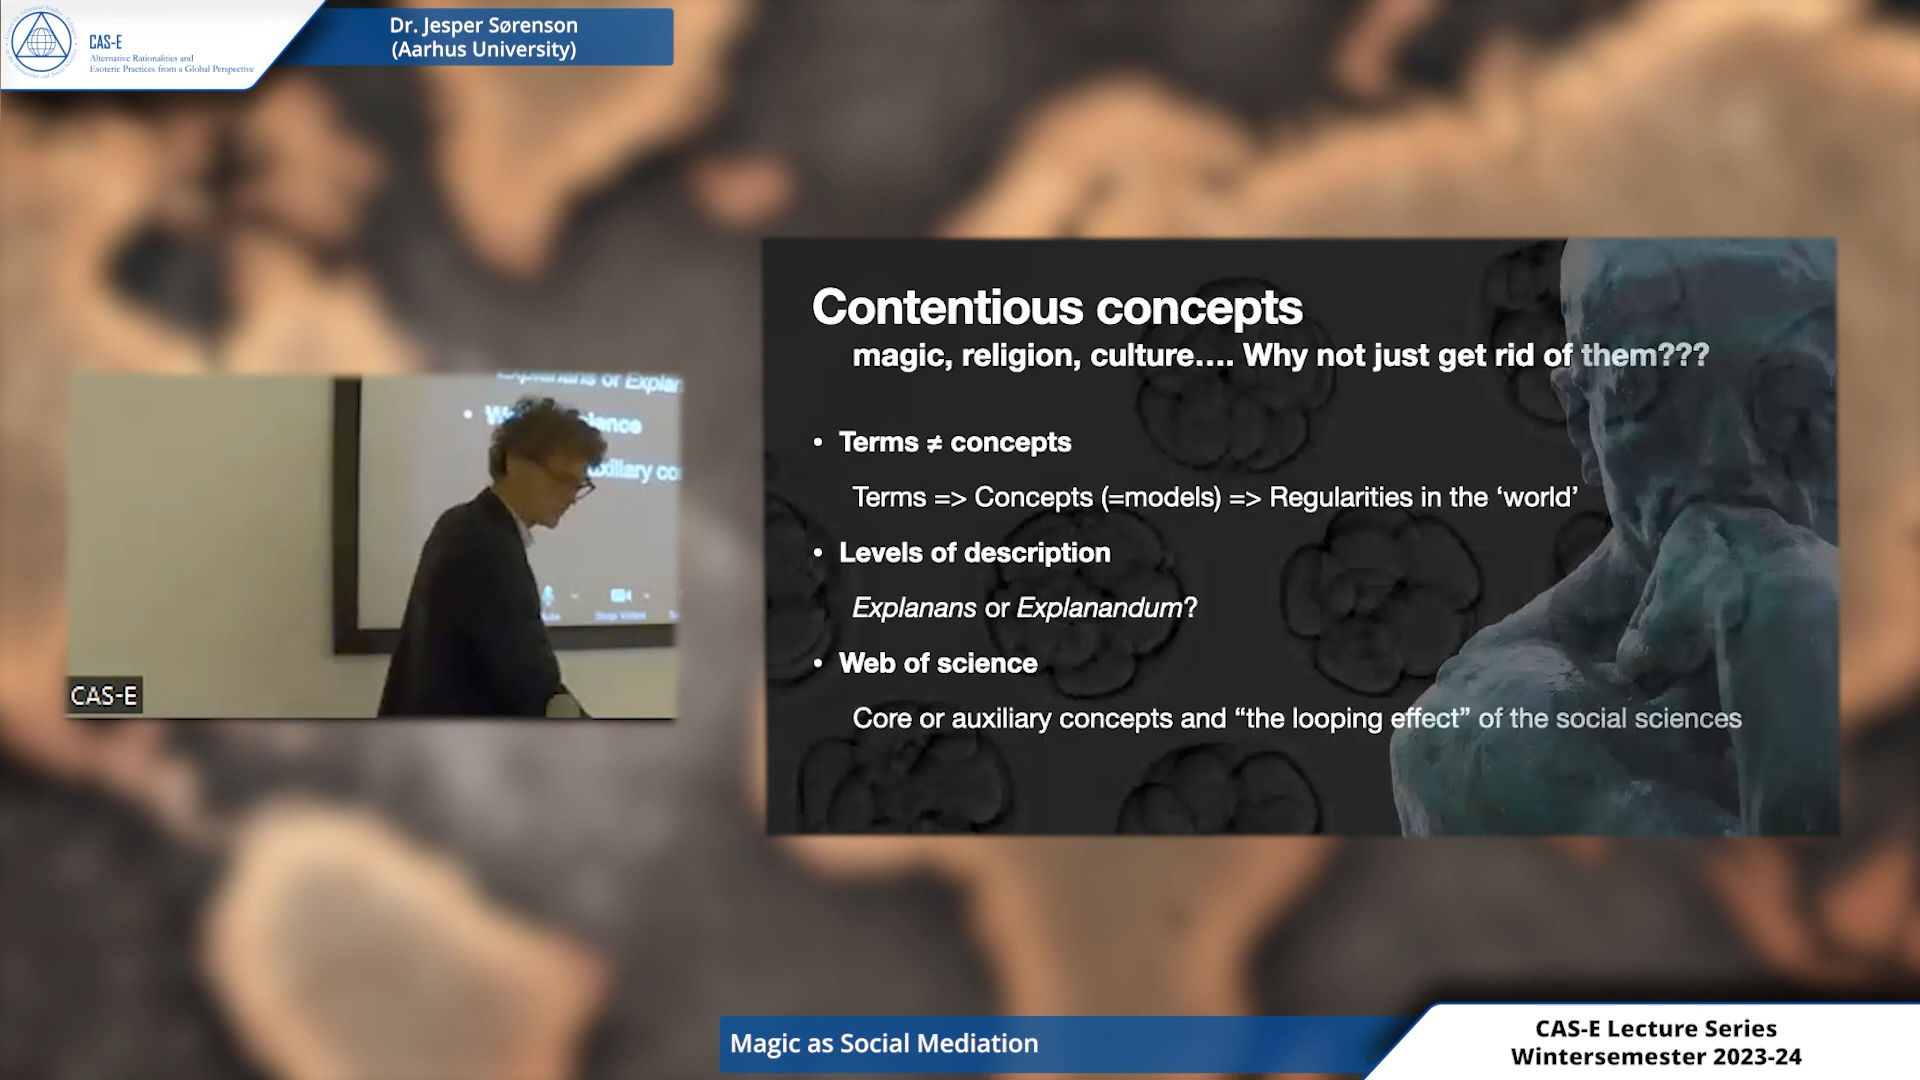 CAS-E
Alternative Rationalities and
Esoteric Practices from a Global Perspective
Dr. Jesper Sørenson
(Aarhus University)
Contentious concepts
magic, religion, culture.... Why not just get rid of them???
• Terms ≠ concepts
Terms => Concepts (=models) => Regularities in the ‘world’
• Levels of description
Explanans or Explanandum?
• Web of science
Core or auxiliary concepts and “the looping effect” of the social sciences
Explanans or Explan
CAS-E
Magic as Social Mediation
CAS-E Lecture Series
Wintersemester 2023-24